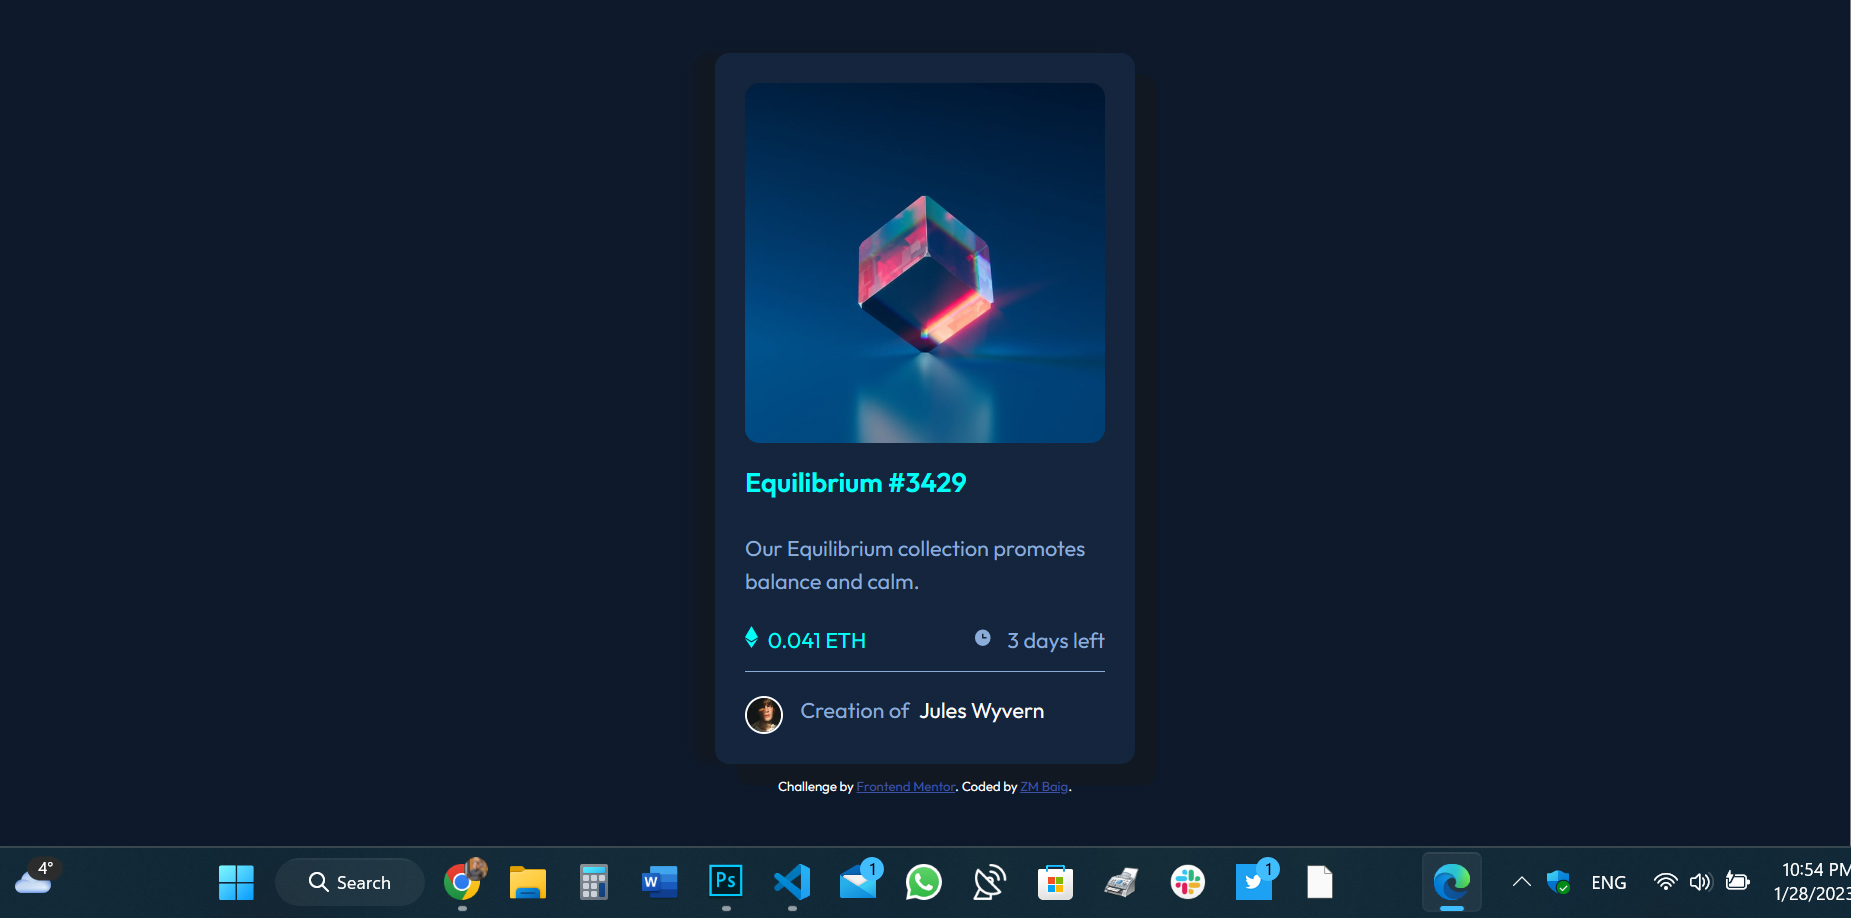 Equilibrium #3429
Our Equilibrium collection promotes
balance and calm.
0.041 ETH
3 days left
Creation of Jules Wyvern
Challenge by Frontend Mentor. Coded by ZM Baig.
4°
Search
W
Ps
1
1
ENG
10:54 PM
1/28/2023